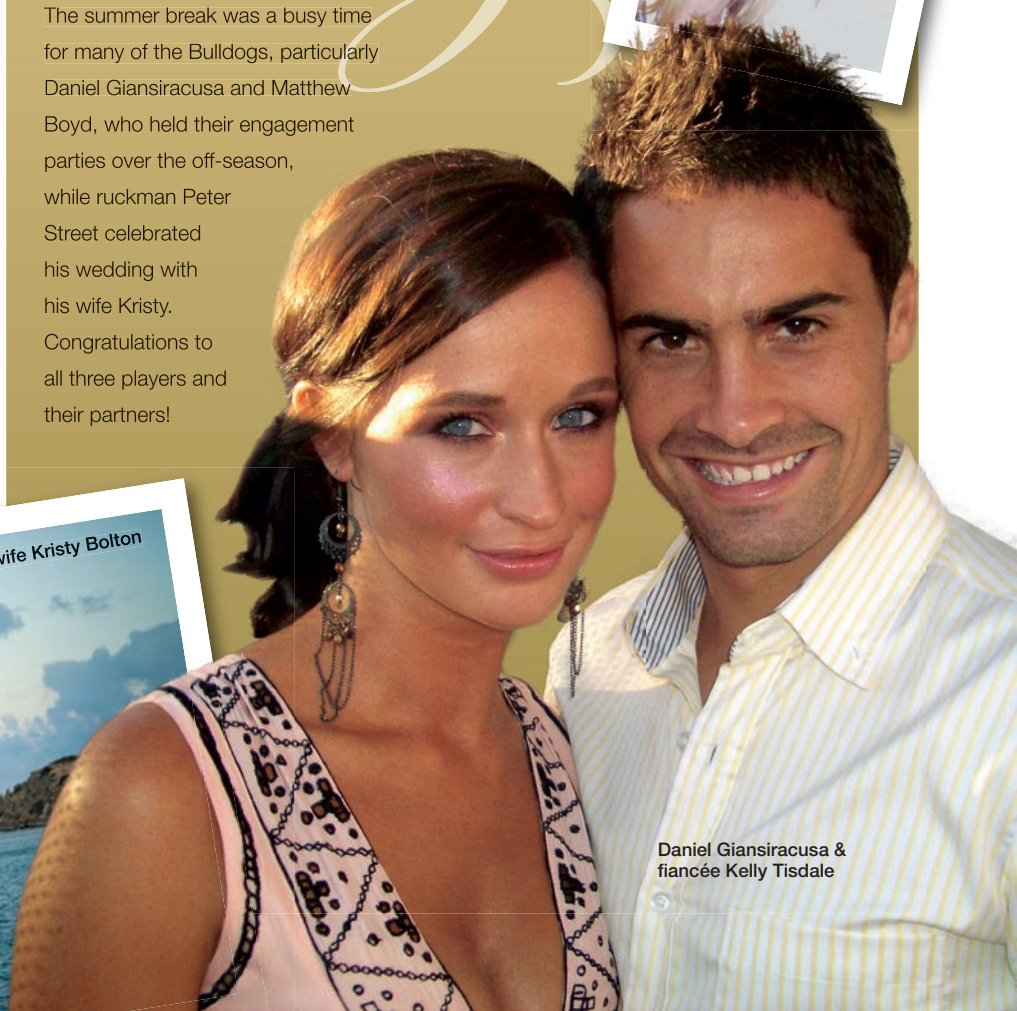 The summer break was a busy time
for many of the Bulldogs, particularly
Daniel Giansiracusa and Matthew
Boyd, who held their engagement
parties over the off-season,
while ruckman Peter
Street celebrated
his wedding with
his wife Kristy.
Congratulations to
all three players and
their partners!
wife Kristy Bolton
Daniel Giansiracusa &
fiancée Kelly Tisdale